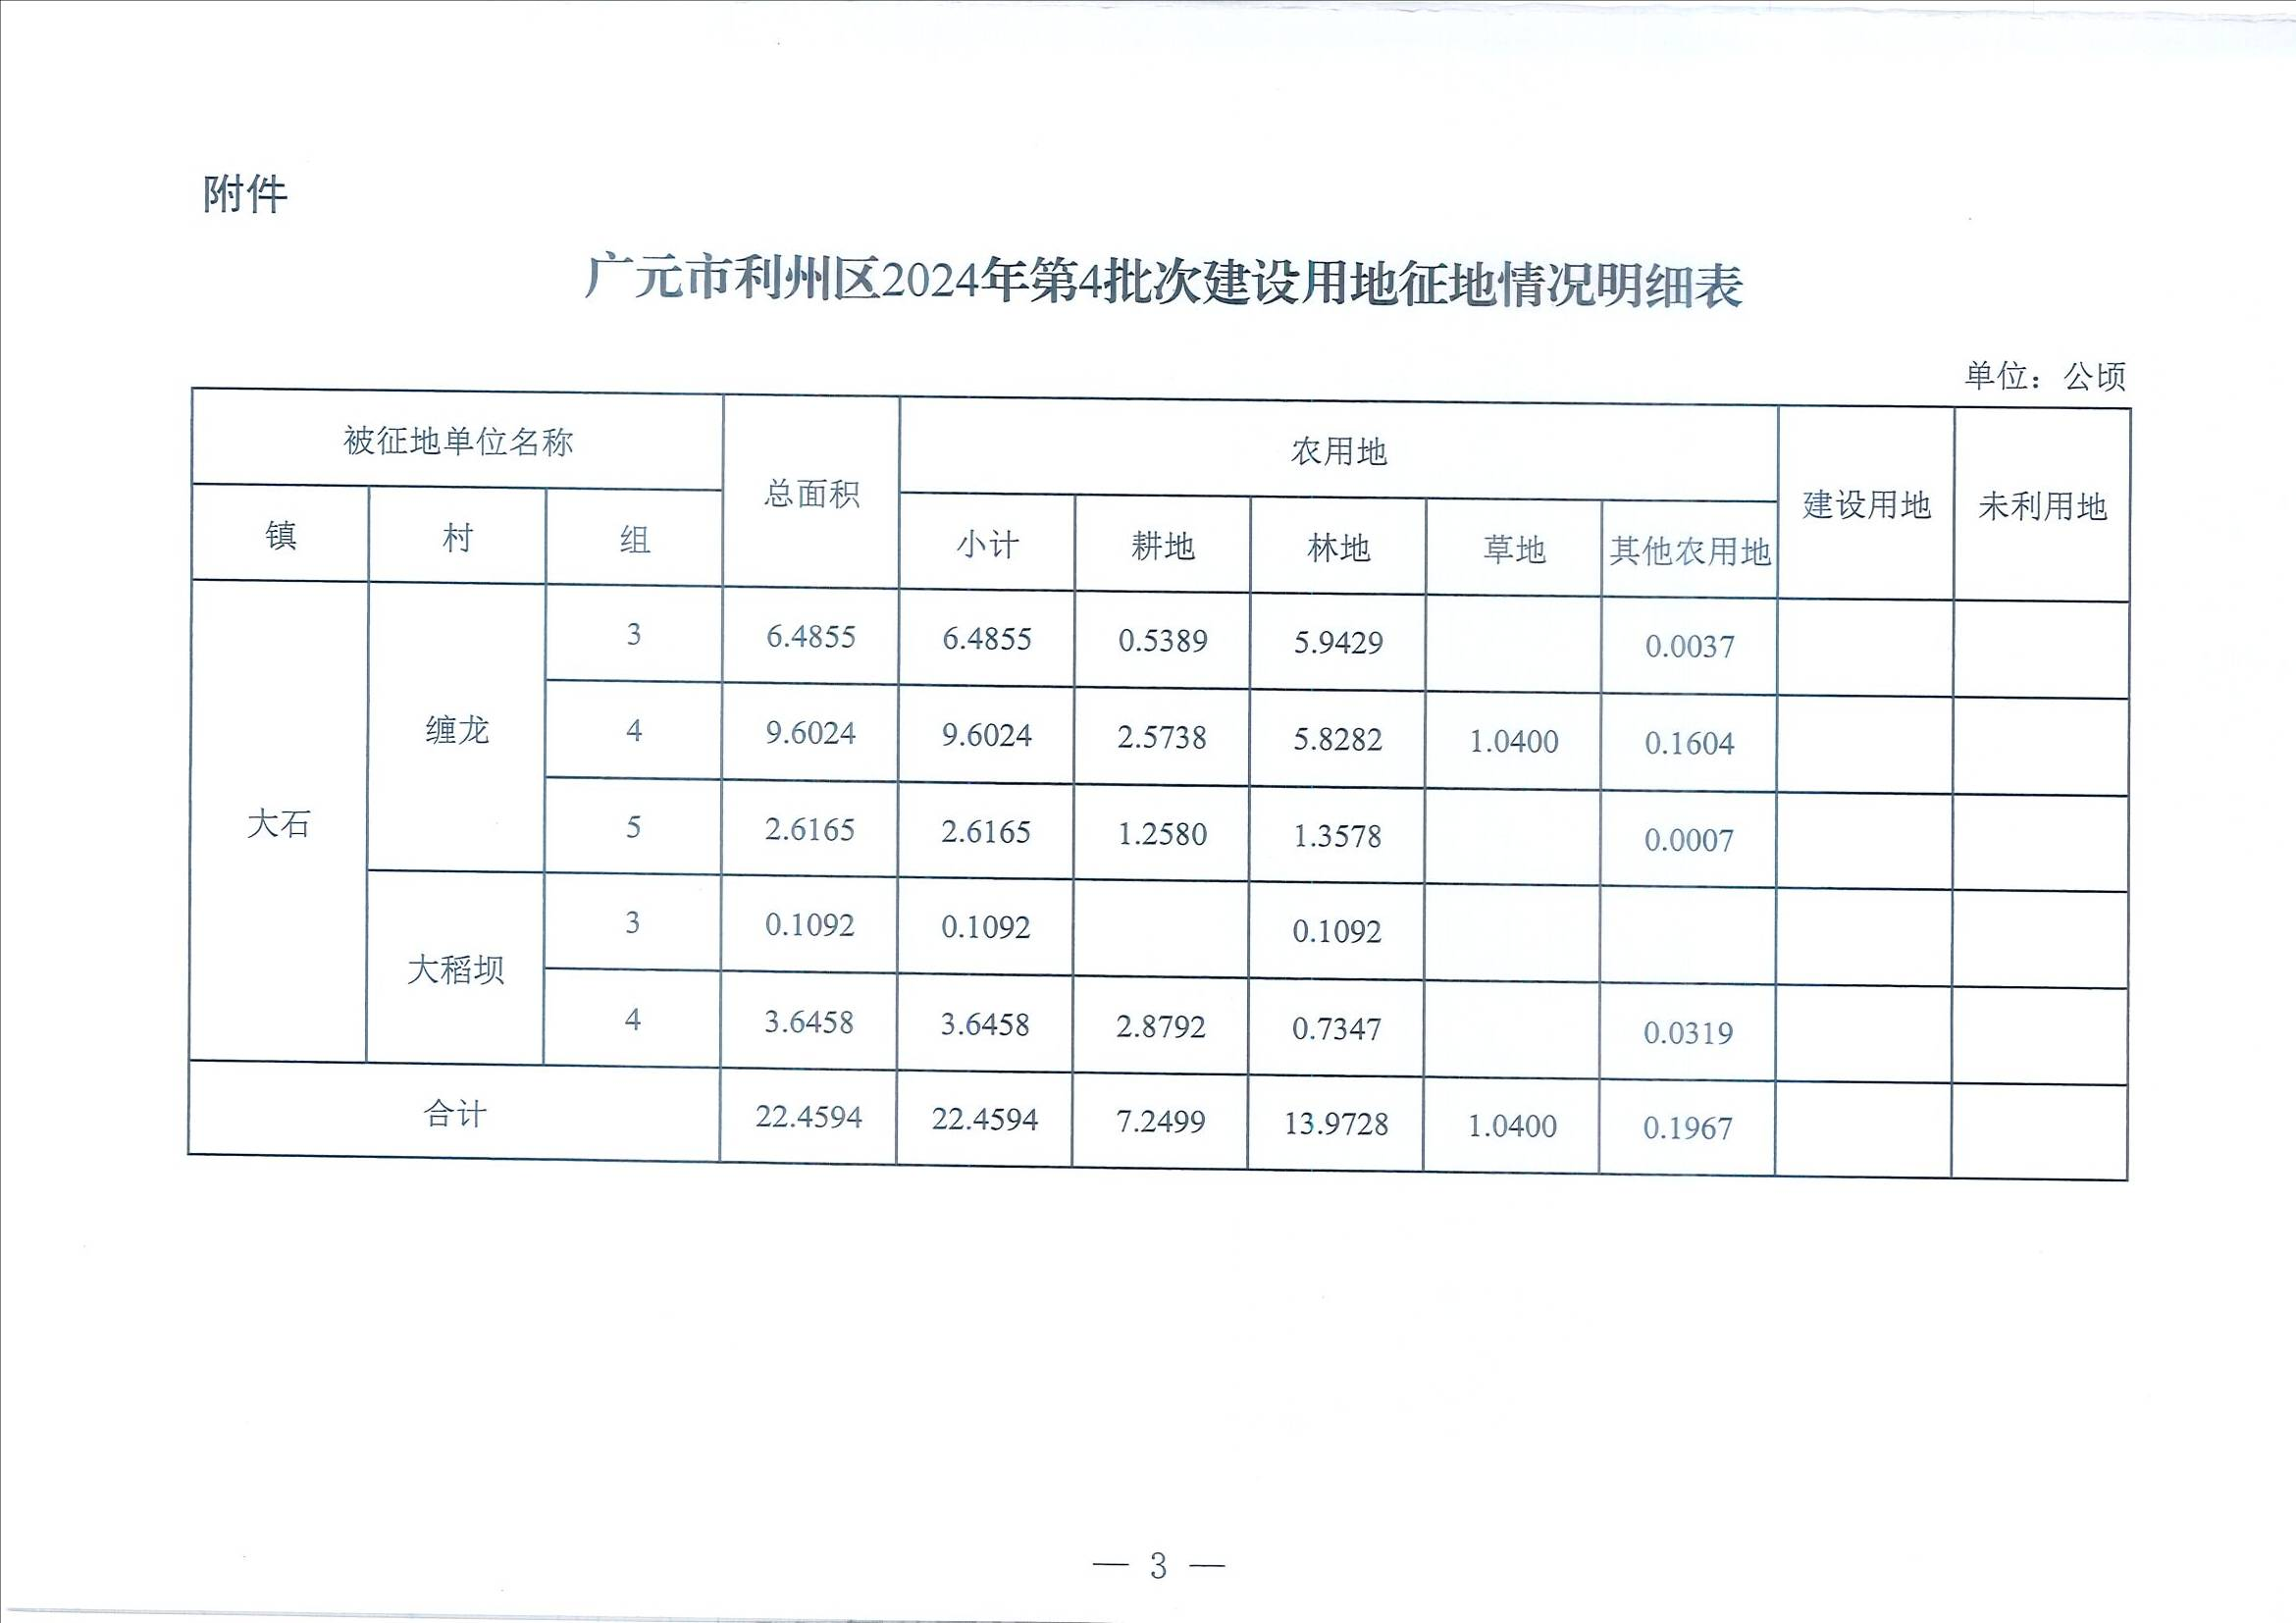 附件
广元市利州区2024年第4批次建设用地征地情况明细表
单位：公顷
被征地单位名称 总面积 农用地 建设用地 未利用地
镇 村 组 小计 耕地 林地 草地 其他农用地
大石 缠龙 3 6.4855 6.4855 0.5389 5.9429 0.0037
4 9.6024 9.6024 2.5738 5.8282 1.0400 0.1604
5 2.6165 2.6165 1.2580 1.3578 0.0007
大稻坝 3 0.1092 0.1092 0.1092
4 3.6458 3.6458 2.8792 0.7347 0.0319
合计 22.4594 22.4594 7.2499 13.9728 1.0400 0.1967
— 3 —